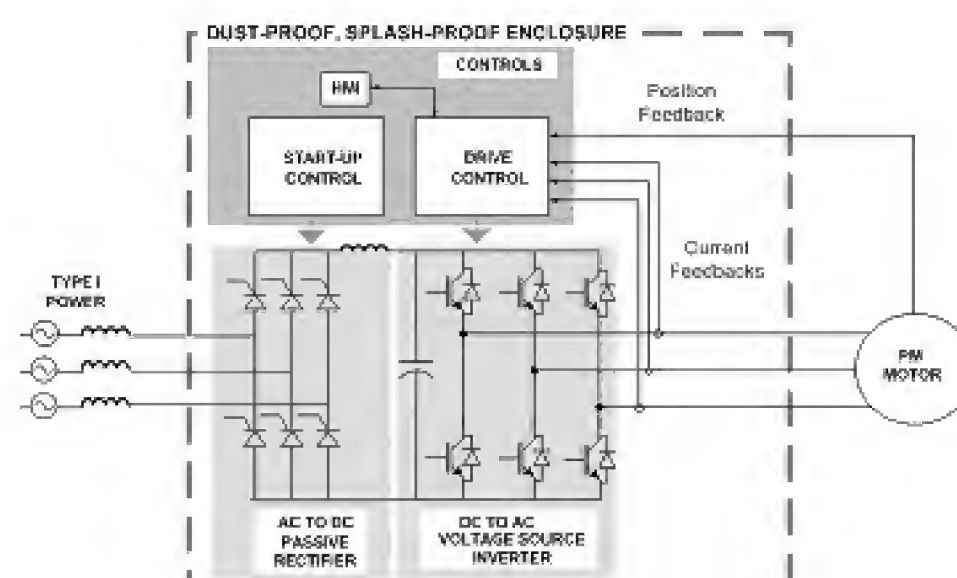 DUST-PROOF, SPLASH-PROOF ENCLOSURE
CONTROLS
HMI
Position
Feedback
START-UP
CONTROL
DRIVE
CONTROL
Current
Feedbacks
TYPE I
POWER
PM
MOTOR
AC TO DC
PASSIVE
RECTIFIER
DC TO AC
VOLTAGE SOURCE
INVERTER